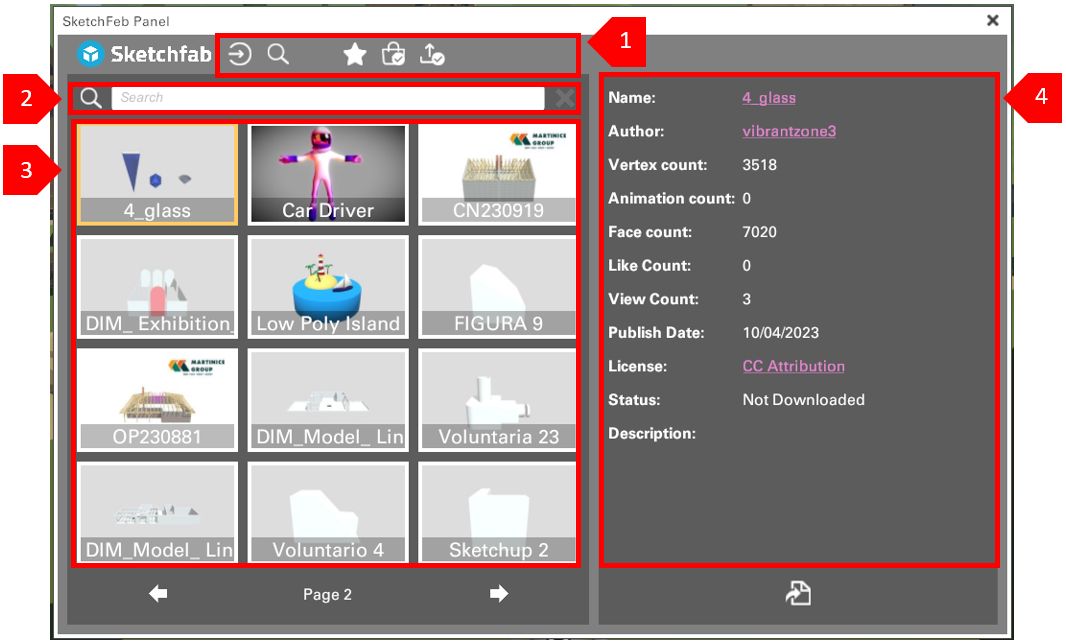 SketchFeb Panel
1
Sketchfab
2
Search
3
4_glass
Car Driver
MARTINICS
GROUP
CN230919
DIM_ Exhibition_
Low Poly Island
FIGURA 9
MARTINICS
GROUP
OP230881
DIM_Model_ Lin
Voluntaria 23
DIM_Model_ Lin
Voluntario 4
Sketchup 2
Page 2
4
Name: 4_glass
Author: vibrantzone3
Vertex count: 3518
Animation count: 0
Face count: 7020
Like Count: 0
View Count: 3
Publish Date: 10/04/2023
License: CC Attribution
Status: Not Downloaded
Description: